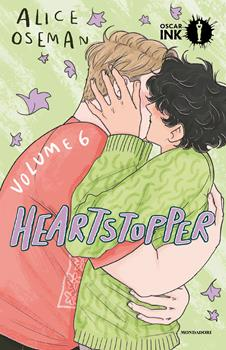 ALICE
OSEMAN
OSCAR
INK
VOLUME 6
HEARTSTOPPER
MONDADORI